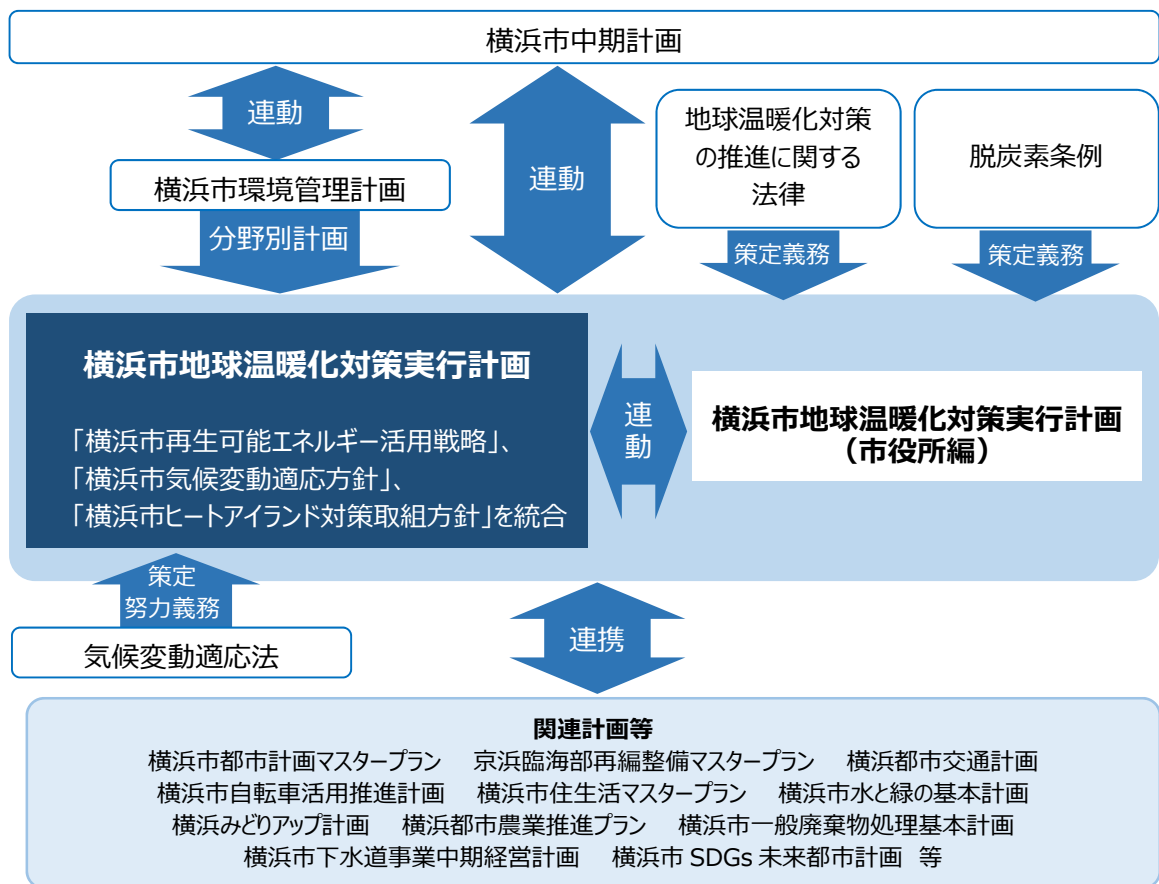 横浜市中期計画
連動
横浜市環境管理計画
分野別計画
連動
地球温暖化対策
の推進に関する
法律
策定義務
脱炭素条例
策定義務
横浜市地球温暖化対策実行計画
「横浜市再生可能エネルギー活用戦略」、
「横浜市気候変動適応方針」、
「横浜市ヒートアイランド対策取組方針」を統合
連
動
横浜市地球温暖化対策実行計画
（市役所編）
策定
努力義務
気候変動適応法
連携
関連計画等
横浜市都市計画マスタープラン 京浜臨海部再編整備マスタープラン 横浜都市交通計画
横浜市自転車活用推進計画 横浜市住生活マスタープラン 横浜市水と緑の基本計画
横浜みどりアップ計画 横浜都市農業推進プラン 横浜市一般廃棄物処理基本計画
横浜市下水道事業中期経営計画 横浜市 SDGs 未来都市計画 等